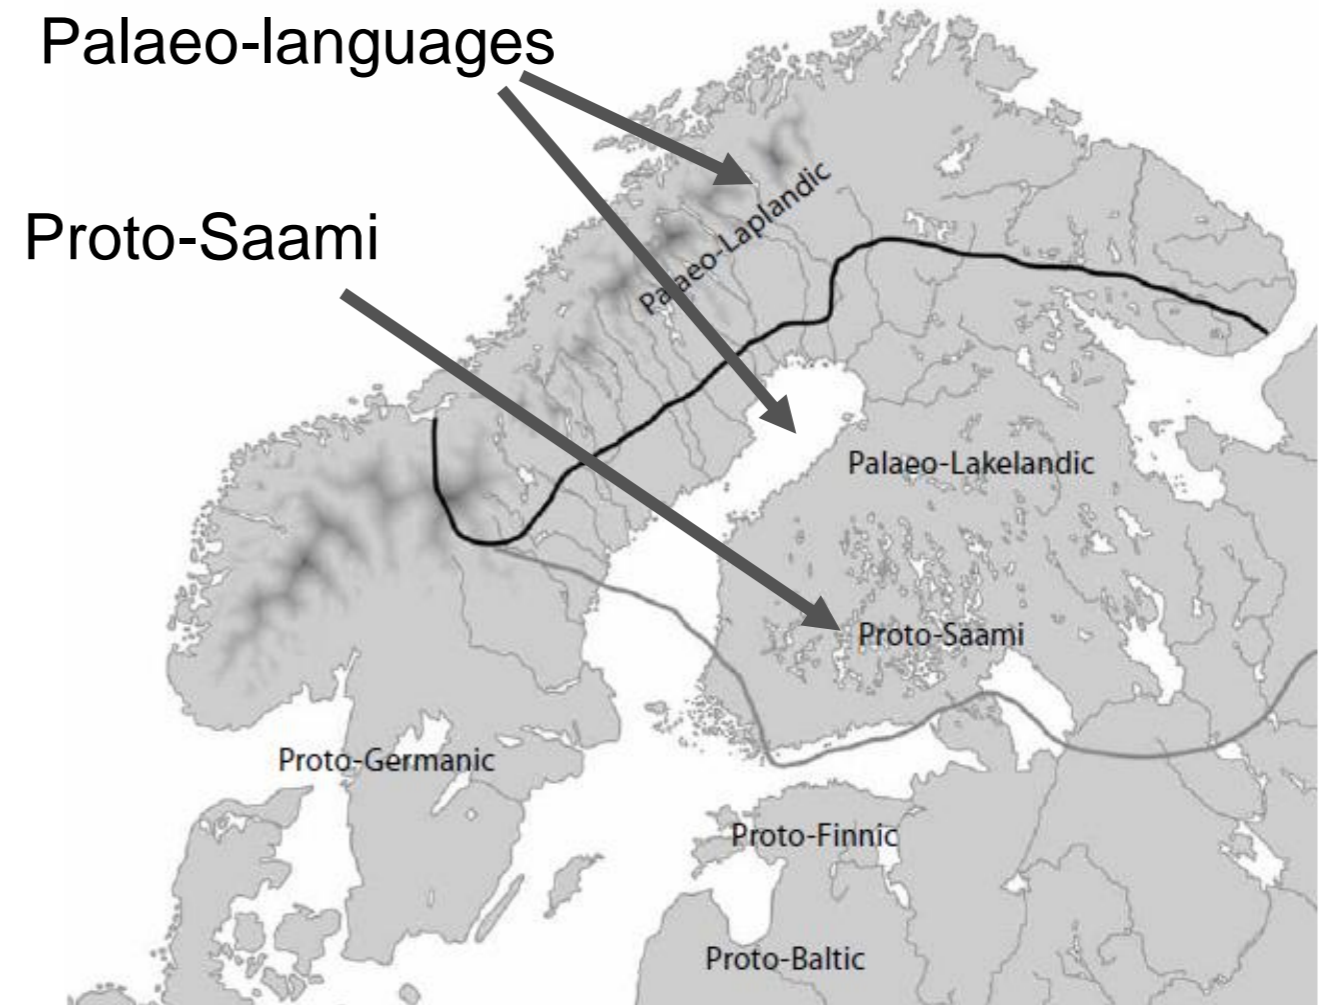 Palaeo-languages
Palaeo-Laplandic
Proto-Saami
Palaeo-Lakelandic
Proto-Saami
Proto-Germanic
Proto-Finnic
Proto-Baltic